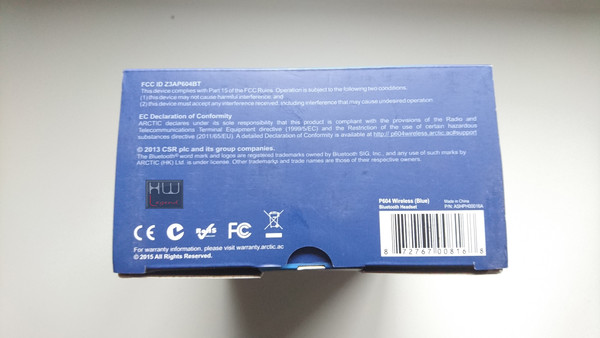 FCC ID Z3AP604BT
This device complies with Part 15 of the FCC Rules. Operation is subject to the following two conditions.
(1) this device may not cause harmful interference, and
(2) this device must accept any interference received, including interference that may cause undesired operation.
EC Declaration of Conformity
ARCTIC declares under its sole responsibility that this product is compliant with the provisions of the Radio and
Telecommunications Terminal Equipment directive (1999/5/EC) and the Restriction of the use of certain hazardous
substances directive (2011/65/EU). A detailed Declaration of Conformity is available at http:// p604wireless.arctic.ac/#support
© 2013 CSR plc and its group companies.
The Bluetooth® word mark and logos are registered trademarks owned by Bluetooth SIG, Inc., and any use of such marks by
ARCTIC (HK) Ltd. is under license. Other trademarks and trade names are those of their respective owners.
HW
Legend
P604 Wireless (Blue)
Bluetooth Headset
Made in China
CE RoHS FC
For warranty information, please visit warranty.arctic.ac
© 2015 All Rights Reserved.
8 72767 00816 8